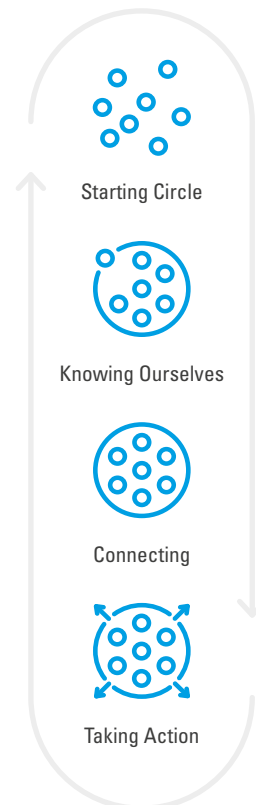 Starting Circle
Knowing Ourselves
Connecting
Taking Action